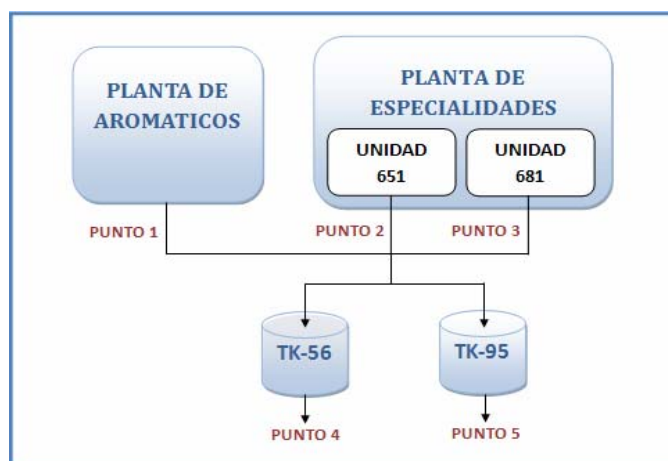 PLANTA DE
AROMATICOS
PLANTA DE
ESPECIALIDADES
UNIDAD
651
UNIDAD
681
PUNTO 1
PUNTO 2
PUNTO 3
TK-56
TK-95
PUNTO 4
PUNTO 5